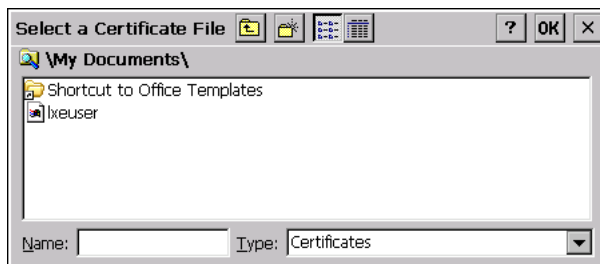 Select a Certificate File ? OK ×
\My Documents\
Shortcut to Office Templates
lxeuser
Name: Type: Certificates